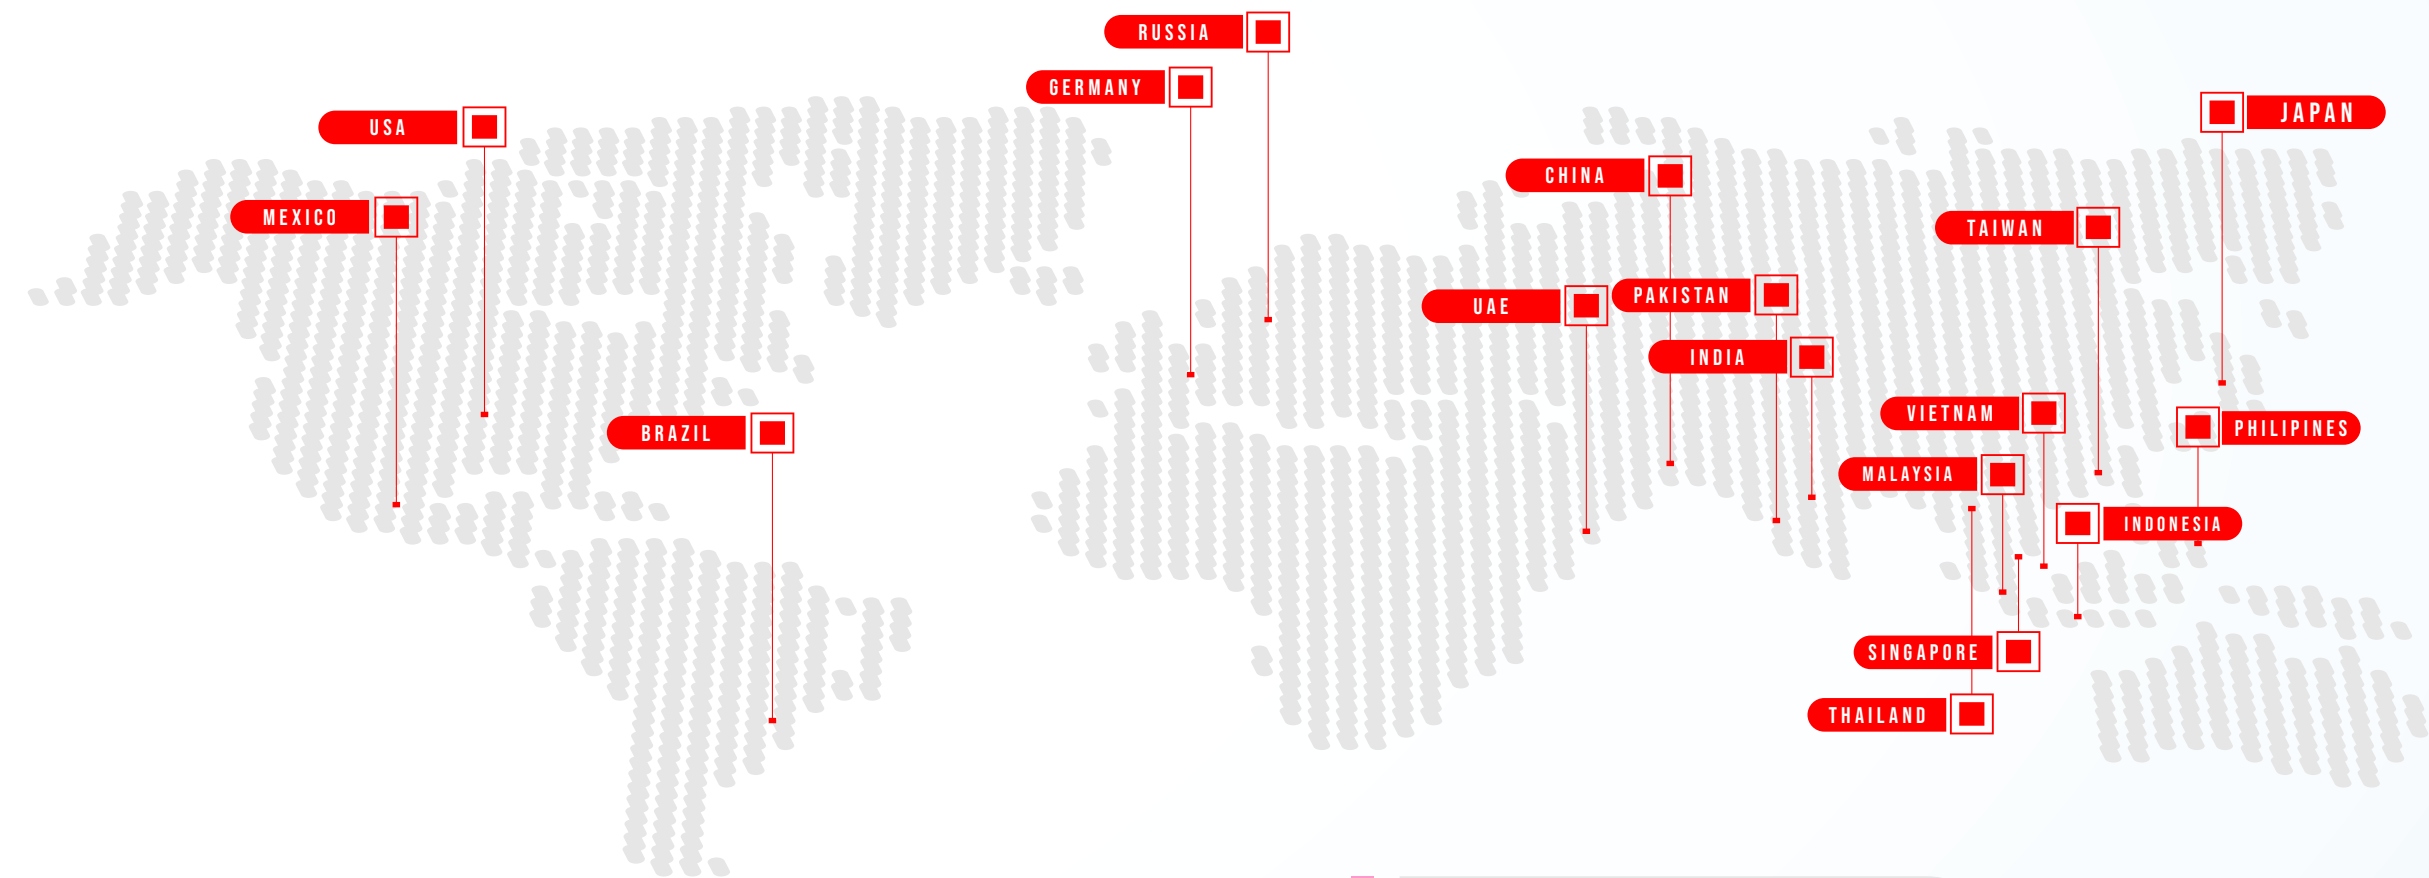 RUSSIA
GERMANY
JAPAN
USA
CHINA
MEXICO
TAIWAN
PAKISTAN
UAE
INDIA
VIETNAM
PHILIPINES
BRAZIL
MALAYSIA
INDONESIA
SINGAPORE
THAILAND